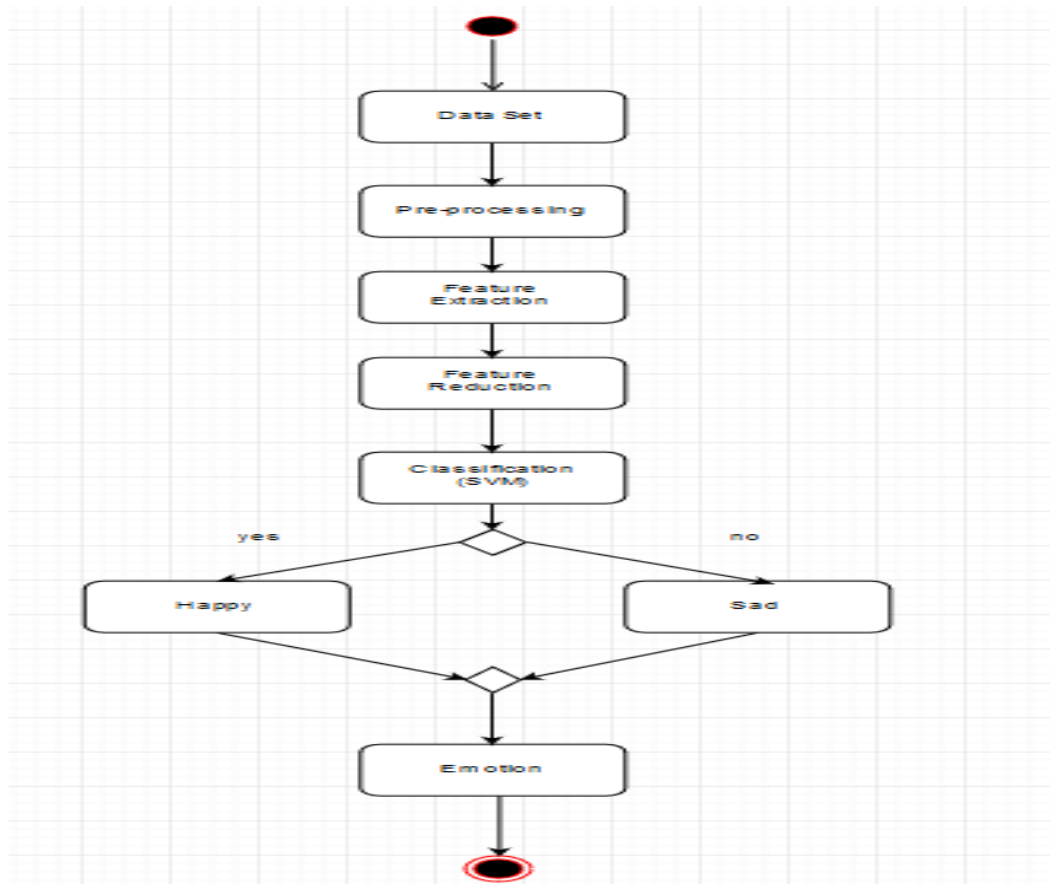 Data Set
Pre-processing
Feature
Extraction
Feature
Reduction
Classification
(SVM)
yes
no
Happy
Sad
Emotion